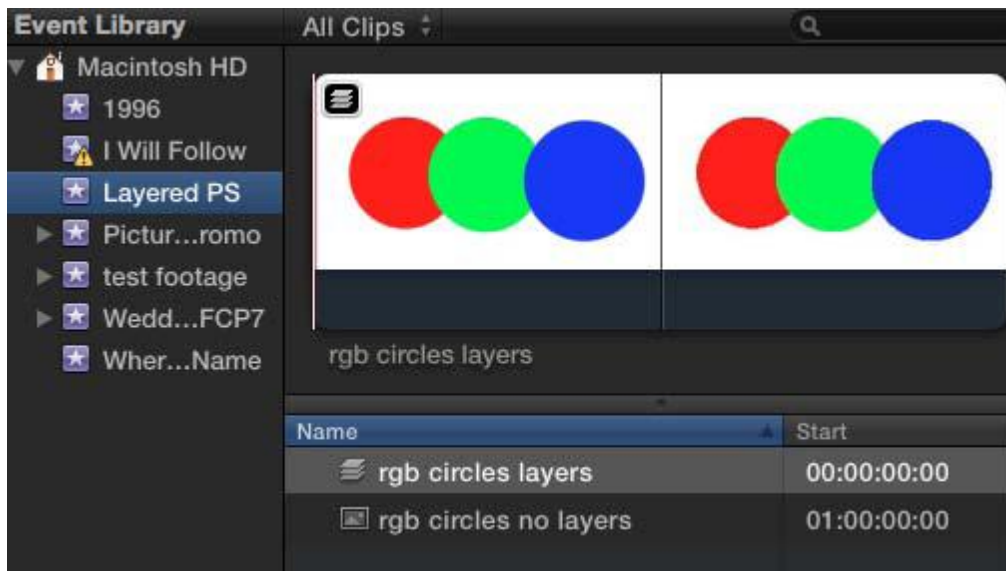 Event Library
All Clips
Macintosh HD
1996
I Will Follow
Layered PS
Pictur...romo
test footage
Wedd...FCP7
Wher...Name
rgb circles layers
Name Start
rgb circles layers 00:00:00:00
rgb circles no layers 01:00:00:00